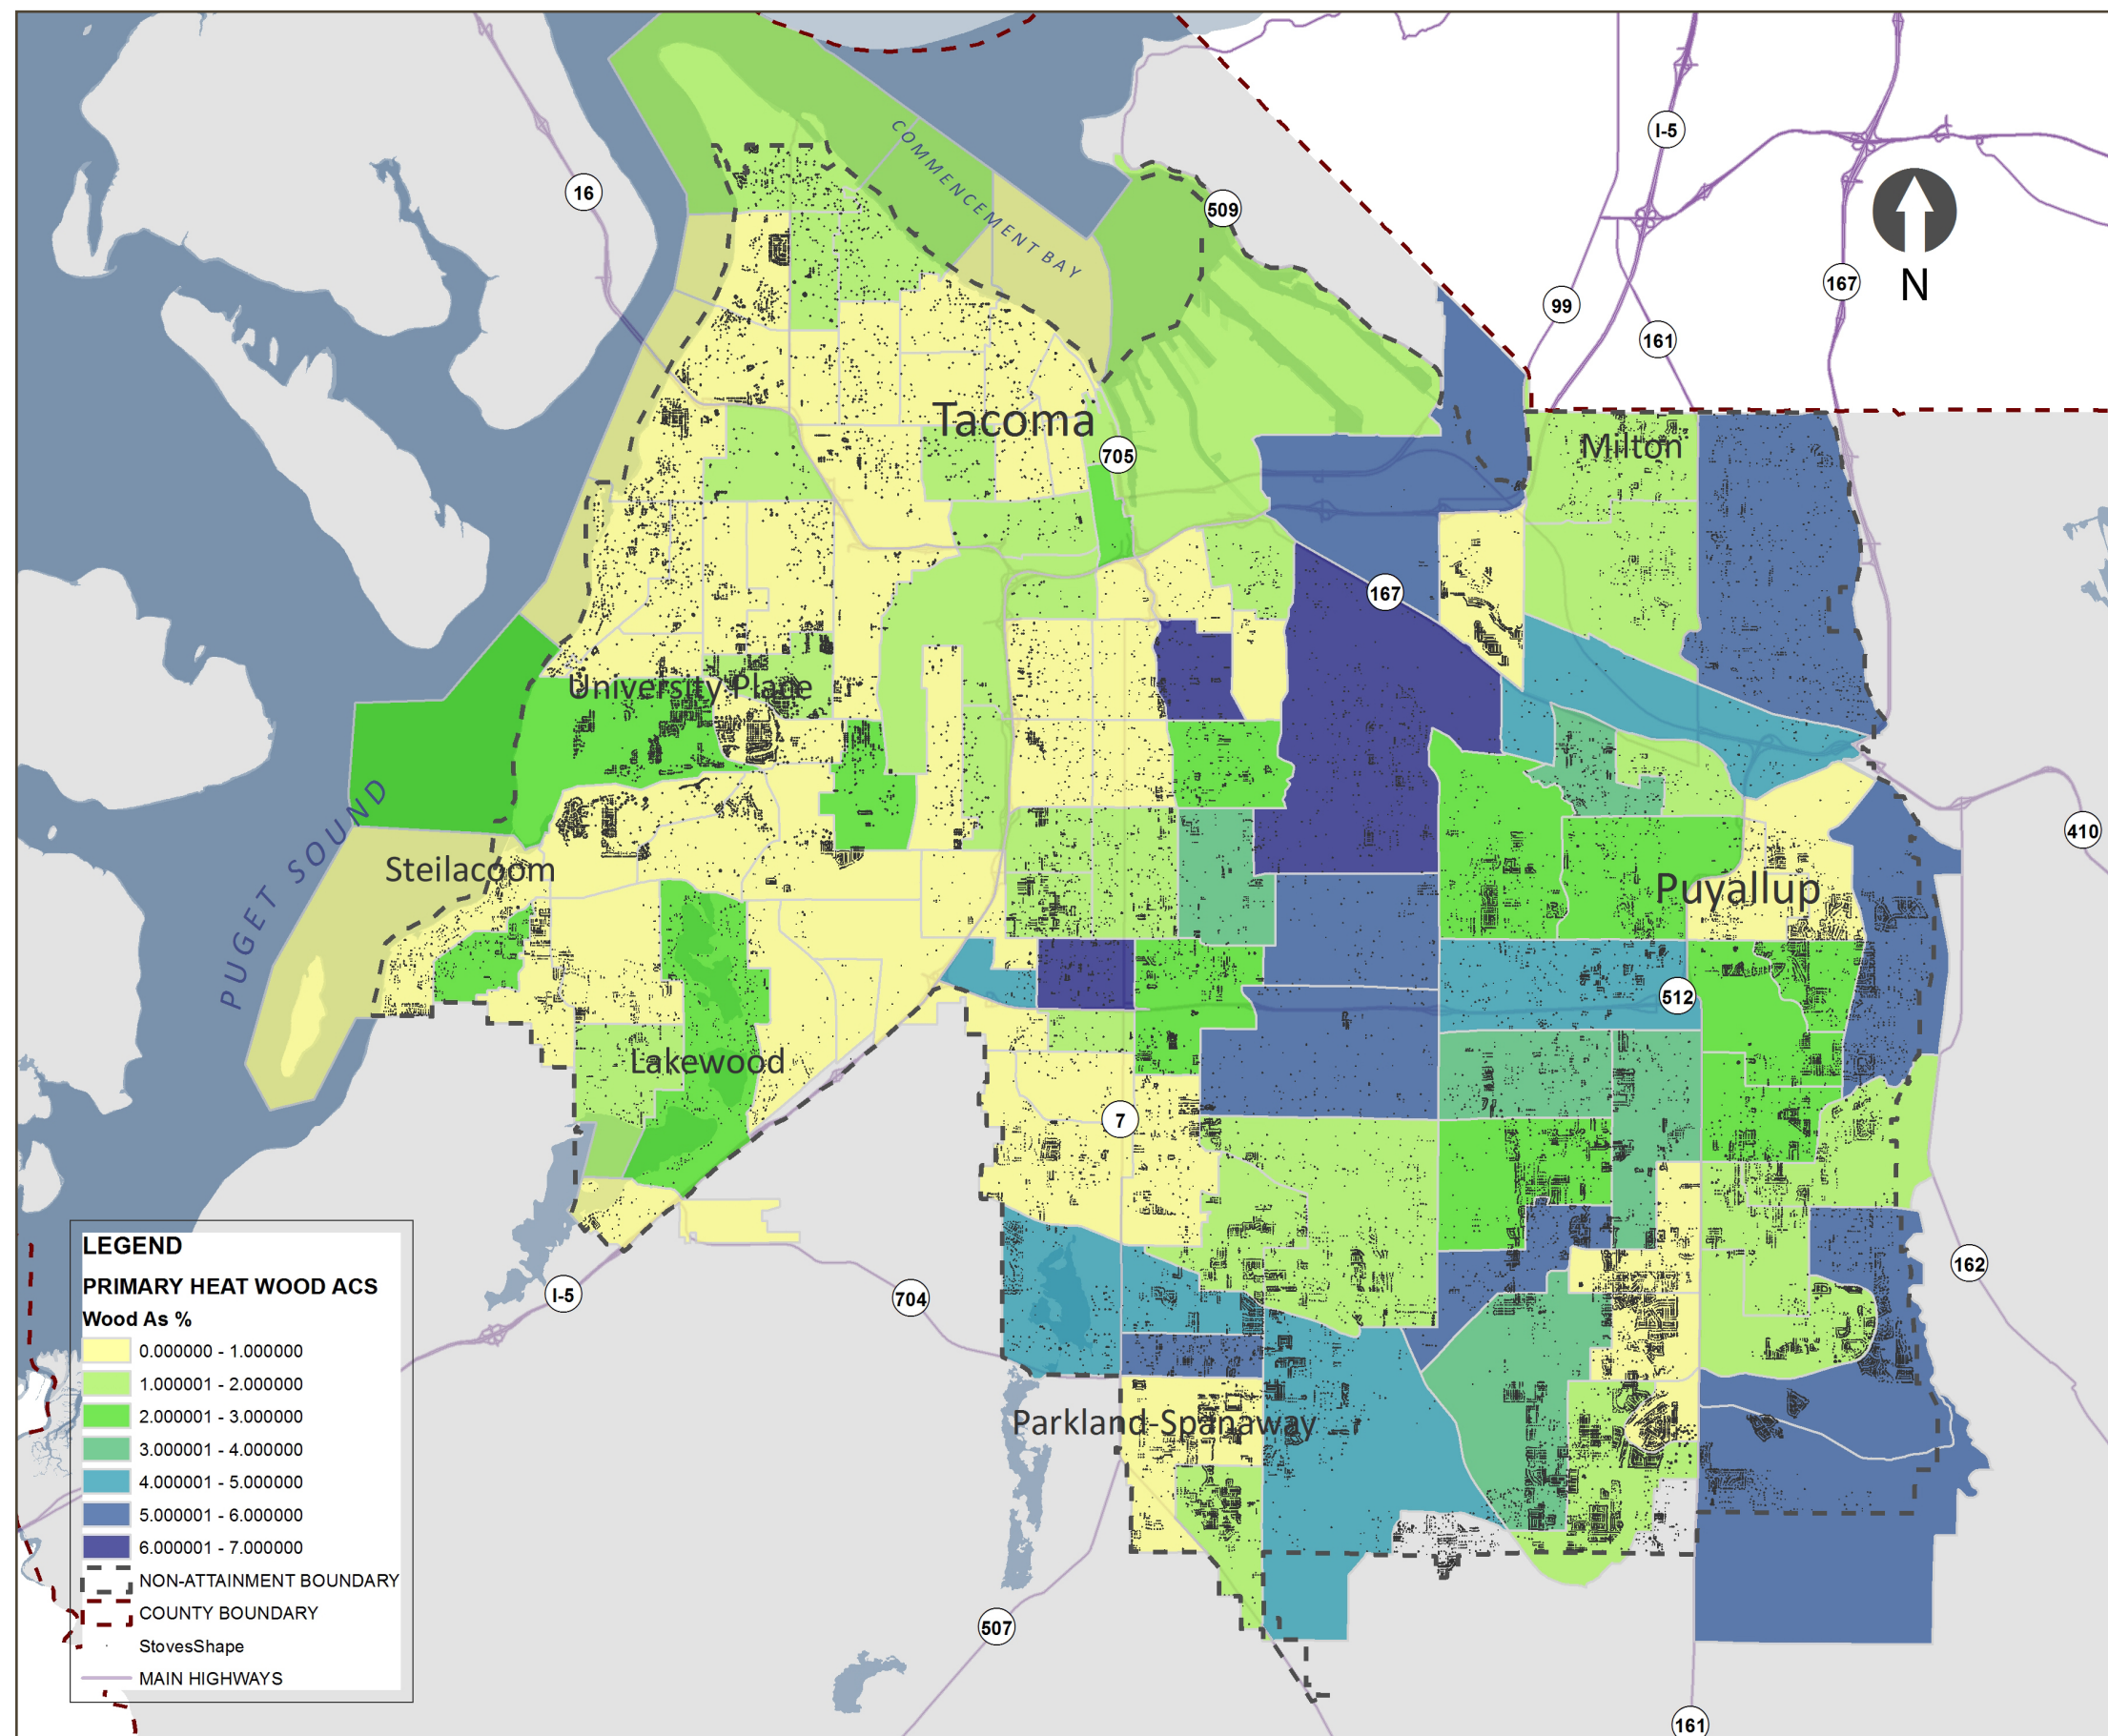 COMMENCEMENT BAY
16
509
I-5
167
N
99
161
Tacoma
705
Milton
167
University Place
PUGET SOUND
Steilacoom
410
Puyallup
512
Lakewood
7
162
I-5
704
Parkland-Spanaway
507
161
LEGEND
PRIMARY HEAT WOOD ACS
Wood As %
0.000000 - 1.000000
1.000001 - 2.000000
2.000001 - 3.000000
3.000001 - 4.000000
4.000001 - 5.000000
5.000001 - 6.000000
6.000001 - 7.000000
NON-ATTAINMENT BOUNDARY
COUNTY BOUNDARY
StovesShape
MAIN HIGHWAYS